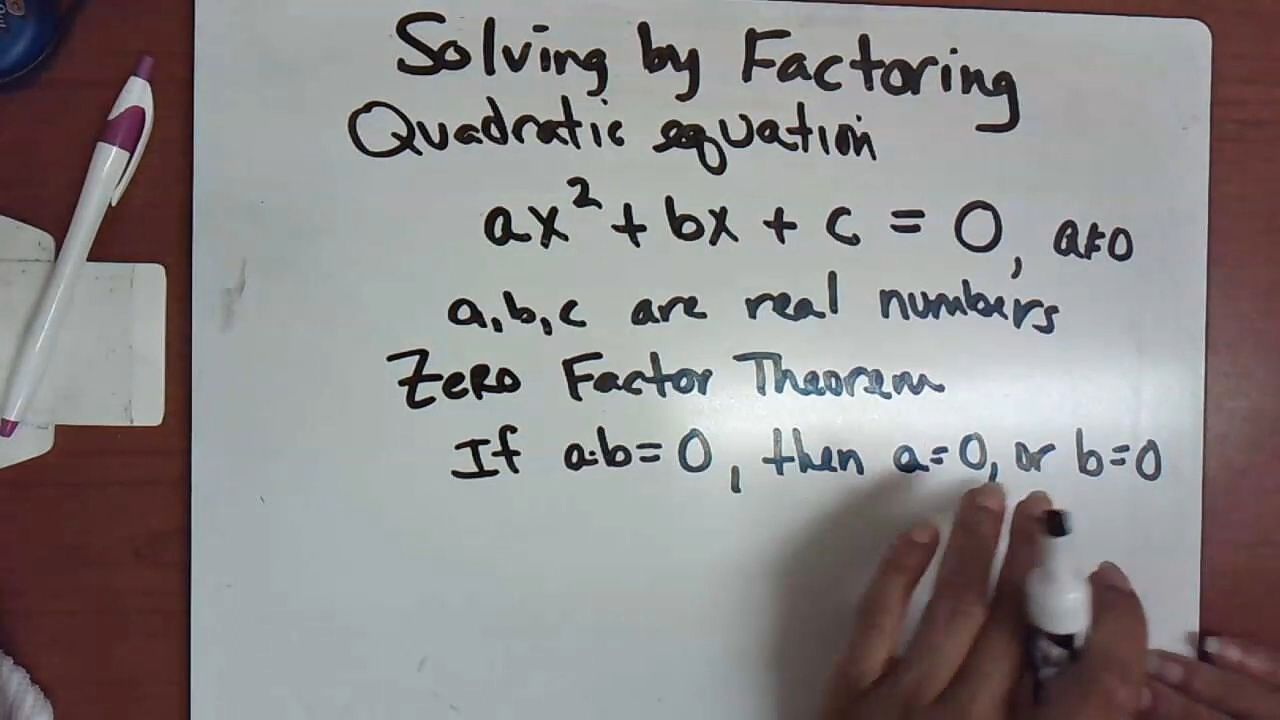 Solving by Factoring
Quadratic equation
ax² + bx + c = 0, a≠0
a,b,c are real numbers
Zero Factor Theorem
If a·b=0, then a=0, or b=0